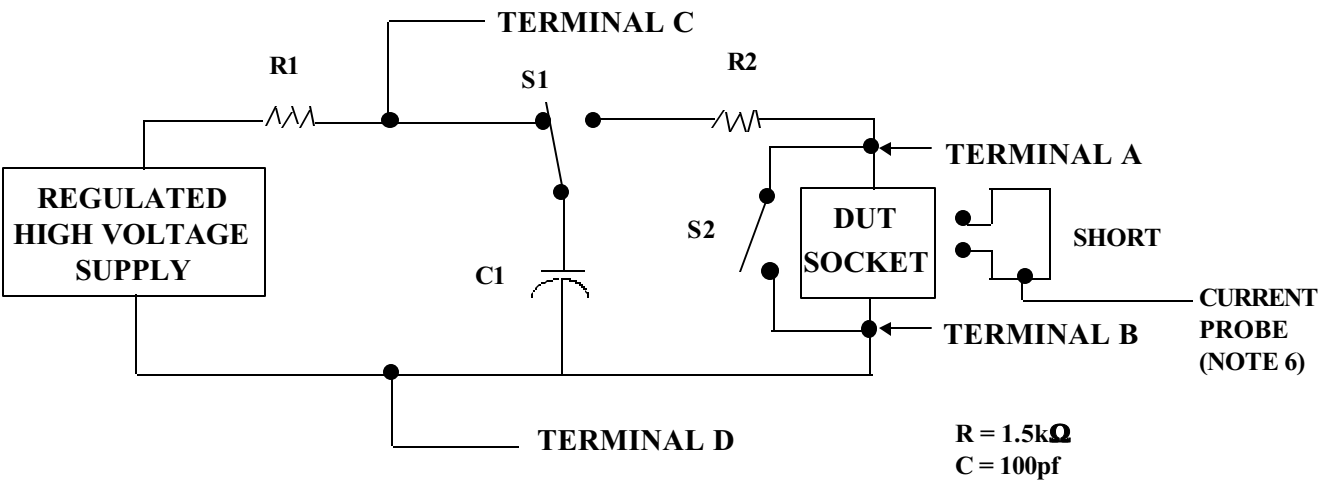 TERMINAL C
R1
S1
R2
TERMINAL A
REGULATED
HIGH VOLTAGE
SUPPLY
S2
DUT
SOCKET
SHORT
C1
CURRENT
PROBE
(NOTE 6)
TERMINAL B
TERMINAL D
R = 1.5kΩ
C = 100pf